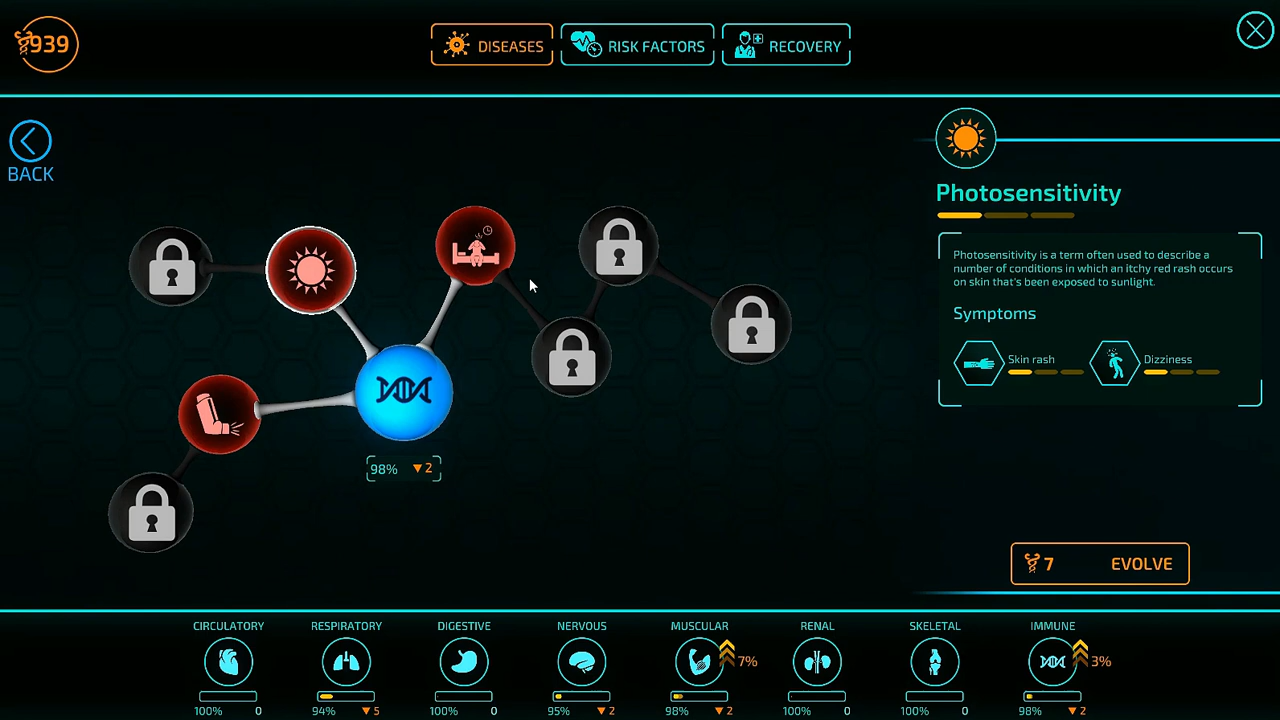 939
DISEASES
RISK FACTORS
RECOVERY
BACK
Photosensitivity
Photosensitivity is a term often used to describe a
number of conditions in which an itchy red rash occurs
on skin that's been exposed to sunlight.
Symptoms
Skin rash
Dizziness
98% ▼2
7 EVOLVE
CIRCULATORY
RESPIRATORY
DIGESTIVE
NERVOUS
MUSCULAR
RENAL
SKELETAL
IMMUNE
7%
3%
100% 0
94% ▼5
100% 0
95% ▼2
98% ▼2
100% 0
100% 0
98% ▼2